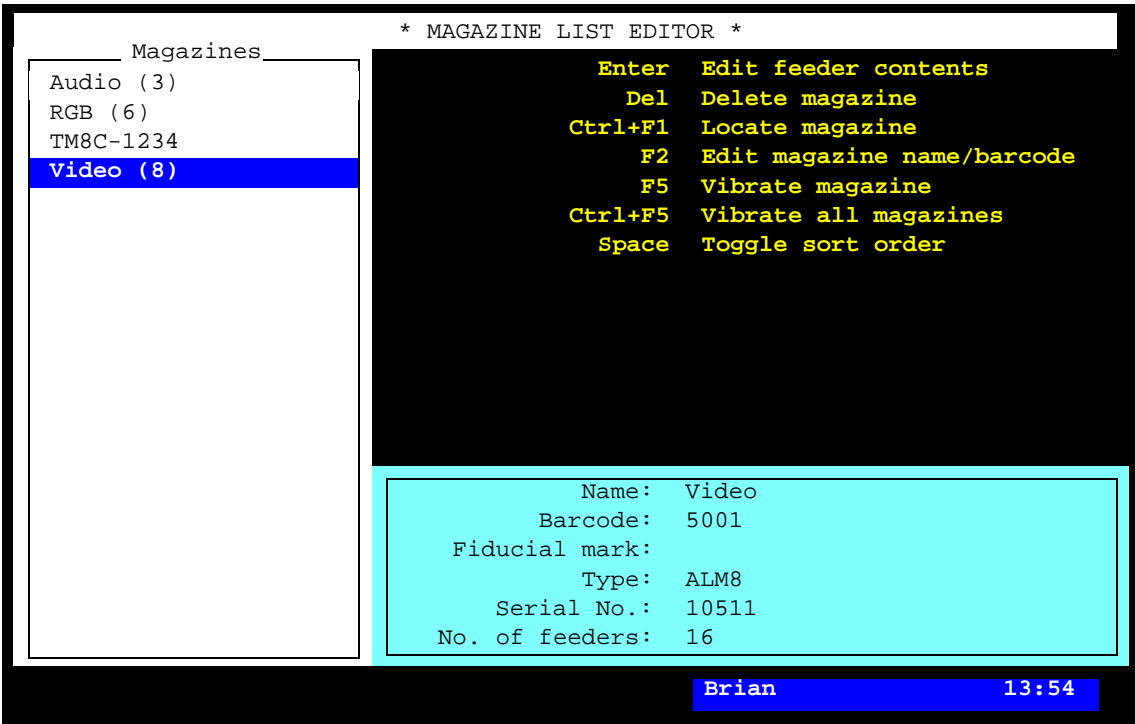 * MAGAZINE LIST EDITOR *
Magazines
Audio (3)
RGB (6)
TM8C-1234
Video (8)
Enter Edit feeder contents
Del Delete magazine
Ctrl+F1 Locate magazine
F2 Edit magazine name/barcode
F5 Vibrate magazine
Ctrl+F5 Vibrate all magazines
Space Toggle sort order
Name: Video
Barcode: 5001
Fiducial mark:
Type: ALM8
Serial No.: 10511
No. of feeders: 16
Brian 13:54